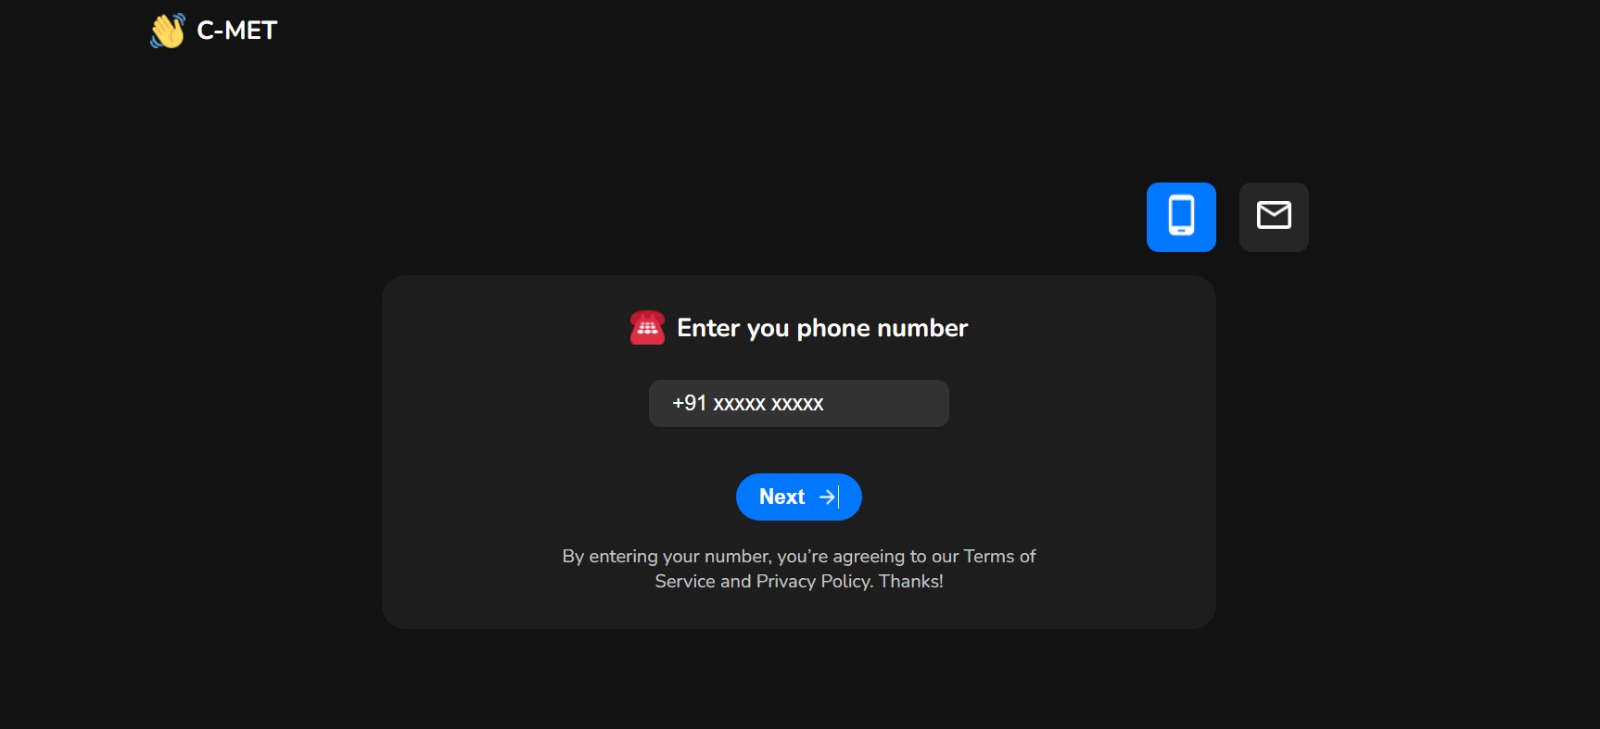 C-MET
Enter you phone number
+91 xxxxx xxxxx
Next
By entering your number, you’re agreeing to our Terms of
Service and Privacy Policy. Thanks!